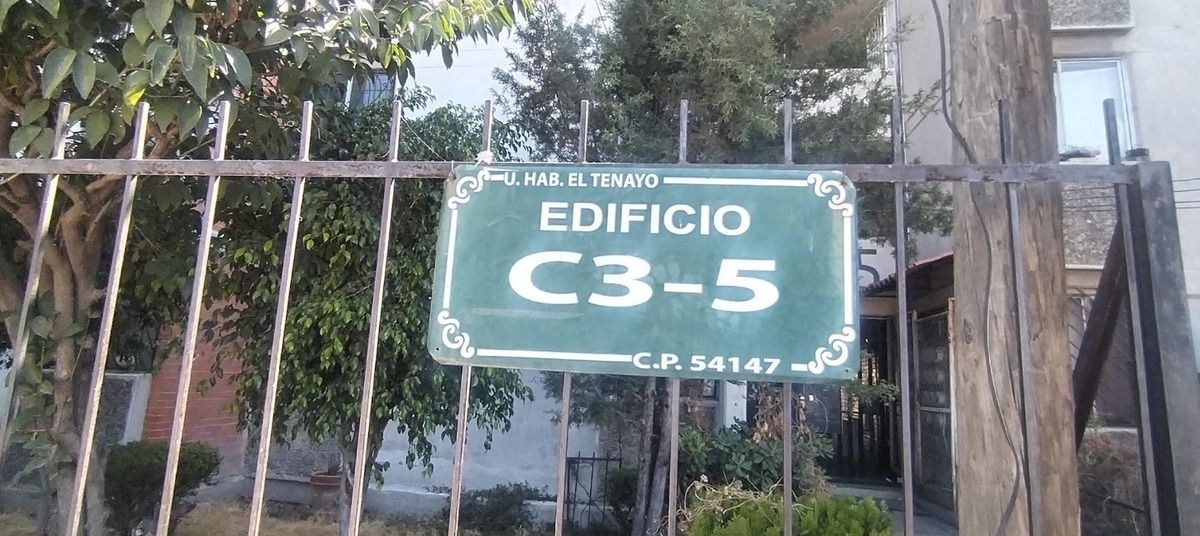 U. HAB. EL TENAYO
EDIFICIO
C3-5
C.P. 54147